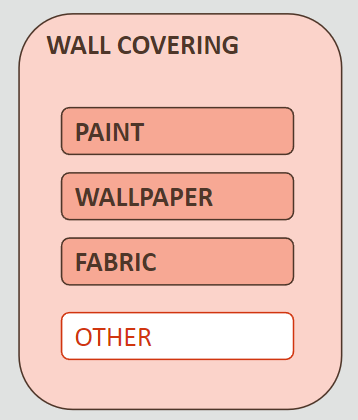 WALL COVERING
PAINT
WALLPAPER
FABRIC
OTHER